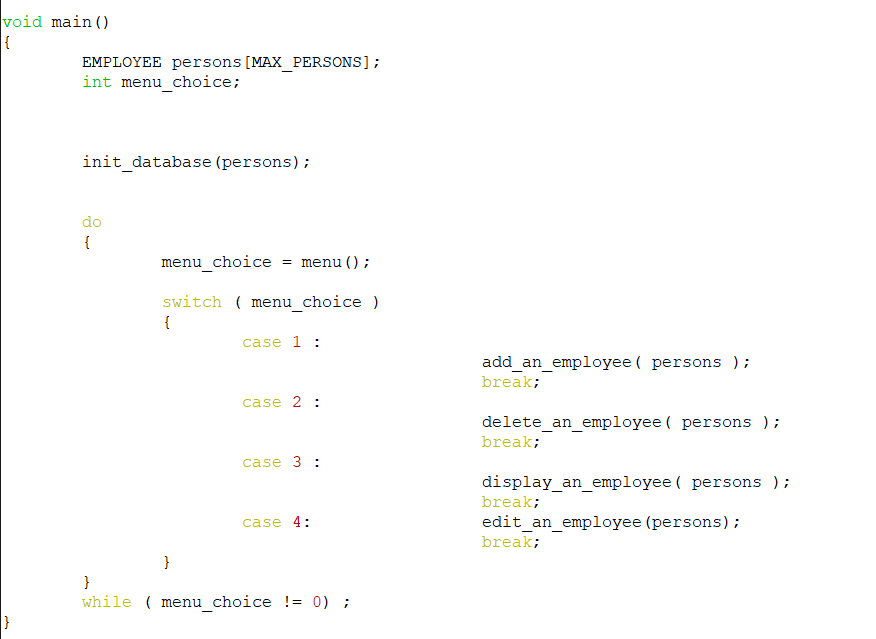 void main()
{
EMPLOYEE persons[MAX_PERSONS];
int menu_choice;
init_database(persons);
do
{
menu_choice = menu();
switch ( menu_choice )
{
case 1 :
add_an_employee( persons );
break;
case 2 :
delete_an_employee( persons );
break;
case 3 :
display_an_employee( persons );
break;
case 4: edit_an_employee(persons);
break;
}
}
while ( menu_choice != 0) ;
}